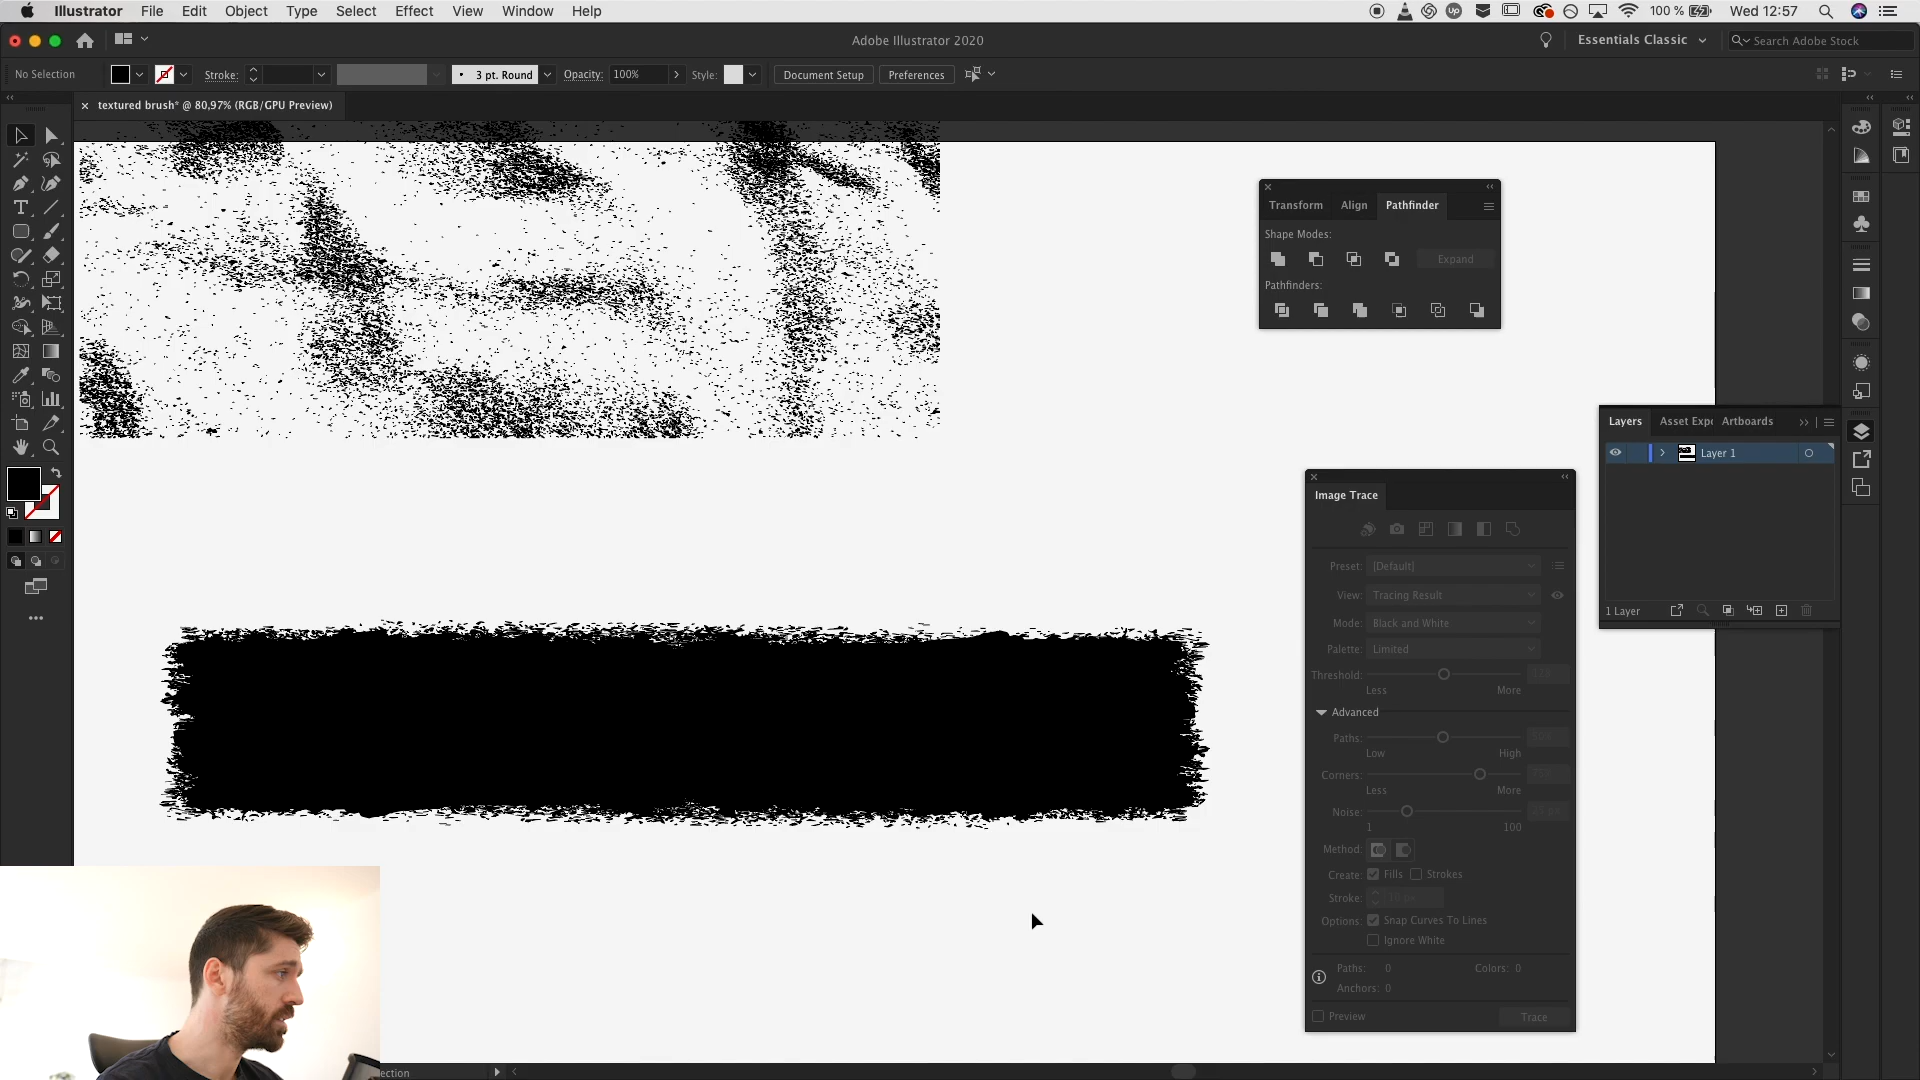 Illustrator File Edit Object Type Select Effect View Window Help
Up
100 %
Wed 12:57
Adobe Illustrator 2020
Essentials Classic
Search Adobe Stock
No Selection
Stroke:
3 pt. Round
Opacity: 100%
Style:
Document Setup
Preferences
textured brush* @ 80,97% (RGB/GPU Preview)
Transform Align Pathfinder
Shape Modes:
Expand
Pathfinders:
Layers Asset Expo Artboards
Layer 1
1 Layer
Image Trace
Preset: [Default]
View: Tracing Result
Mode: Black and White
Palette: Limited
Threshold:
Less More
Advanced
Paths:
Low High
Corners:
Less More
Noise:
1 100
Method:
Create: Fills Strokes
Stroke:
Options: Snap Curves To Lines
Ignore White
Paths: 0 Colors: 0
Anchors: 0
Preview
Trace
ection